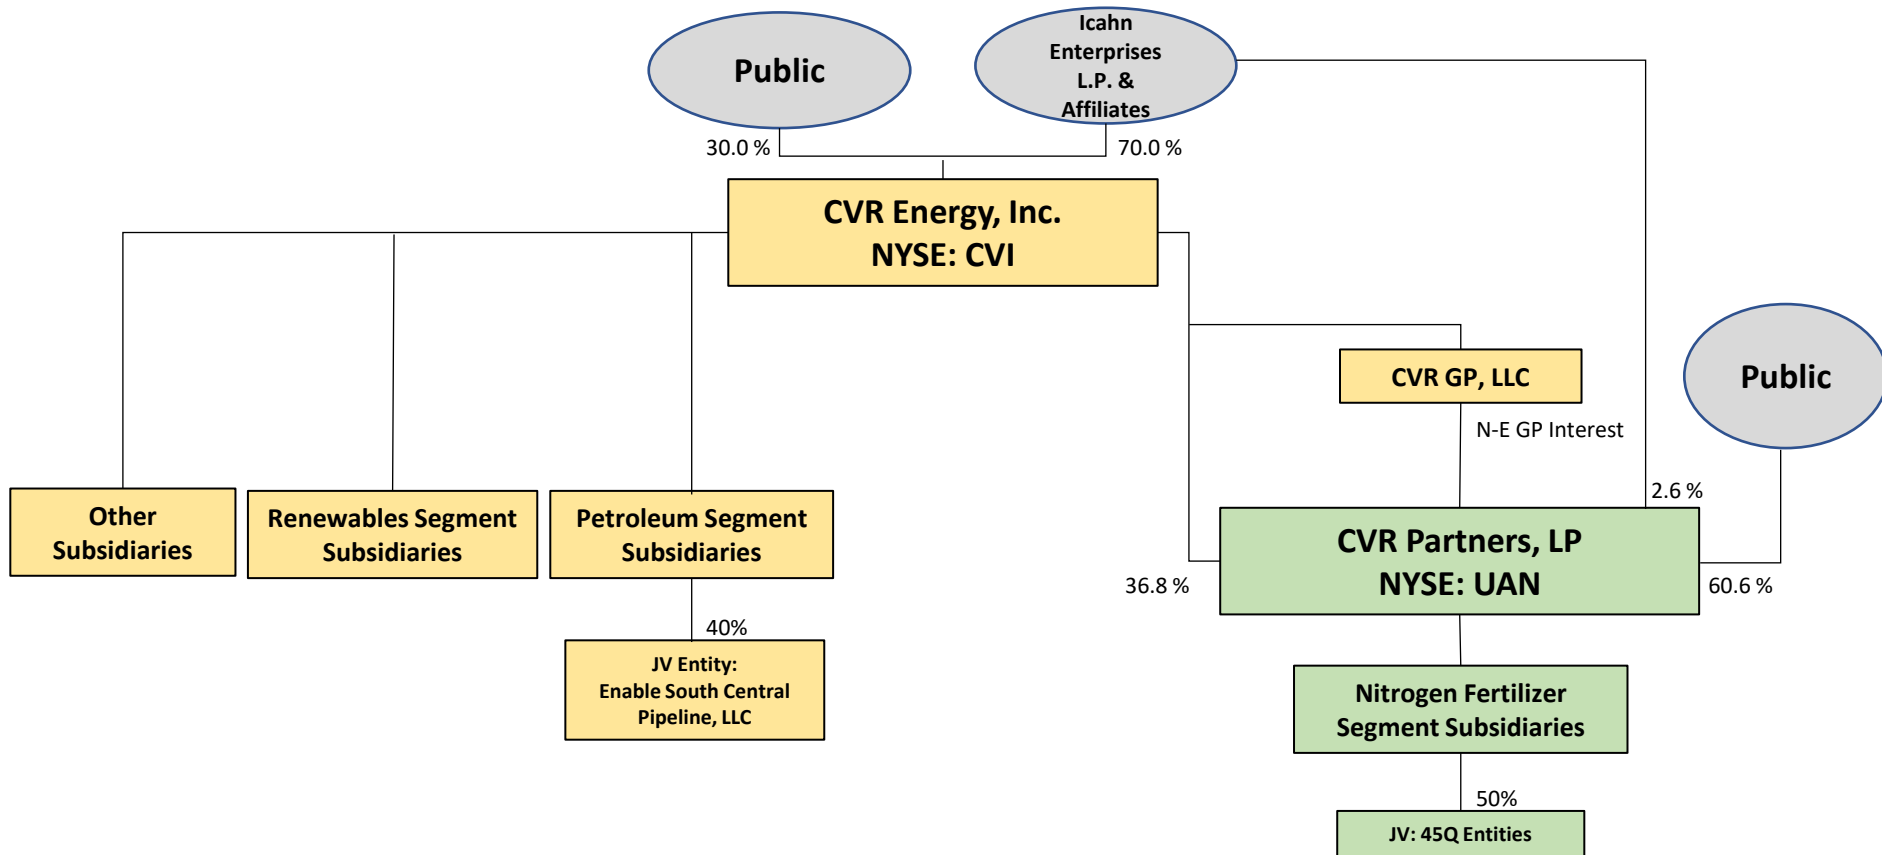 Public
Icahn
Enterprises
L.P. &
Affiliates
30.0 %
70.0 %
CVR Energy, Inc.
NYSE: CVI
CVR GP, LLC
Public
N-E GP Interest
2.6 %
Other
Subsidiaries
Renewables Segment
Subsidiaries
Petroleum Segment
Subsidiaries
CVR Partners, LP
NYSE: UAN
36.8 %
60.6 %
40%
JV Entity:
Enable South Central
Pipeline, LLC
Nitrogen Fertilizer
Segment Subsidiaries
50%
JV: 45Q Entities